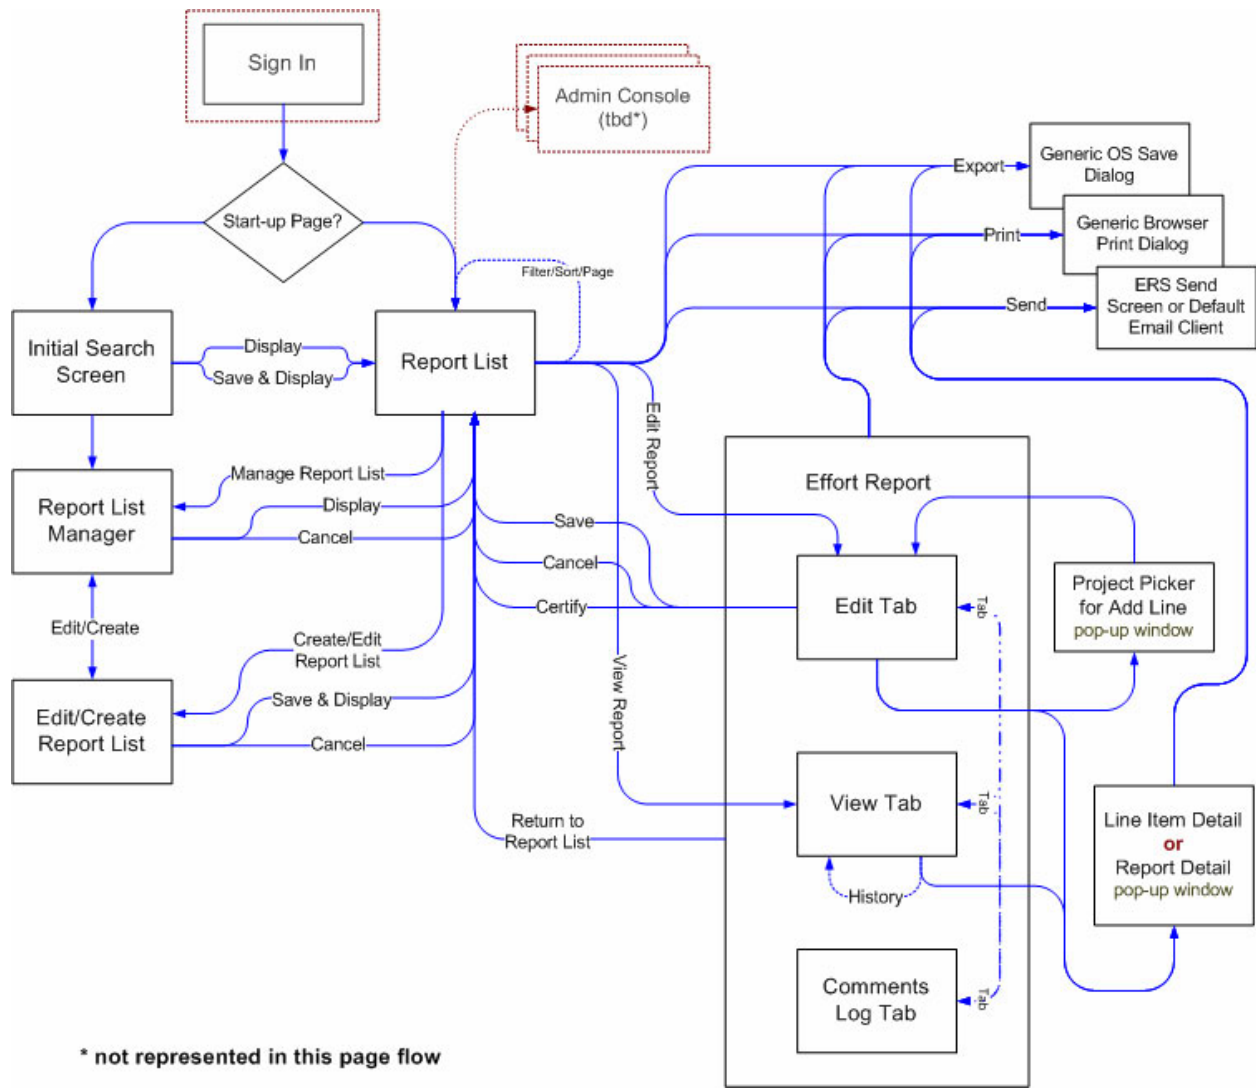 Sign In
Admin Console
(tbd*)
Start-up Page?
Export
Generic OS Save
Dialog
Print
Generic Browser
Print Dialog
Send
ERS Send
Screen or Default
Email Client
Filter/Sort/Page
Initial Search
Screen
Display
Save & Display
Report List
Edit Report
Manage Report List
Report List
Manager
Display
Cancel
Effort Report
Save
Cancel
Certify
Edit Tab
Tab
Project Picker
for Add Line
pop-up window
Edit/Create
Create/Edit
Report List
View Report
Edit/Create
Report List
Save & Display
Cancel
View Tab
Tab
Return to
Report List
History
Line Item Detail
or
Report Detail
pop-up window
Comments
Log Tab
Tab
* not represented in this page flow